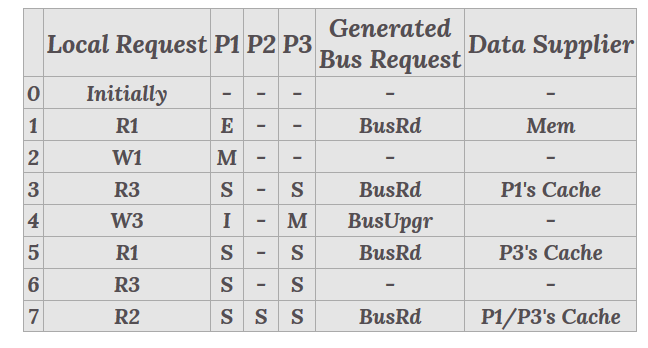 Local Request P1 P2 P3 Generated Bus Request Data Supplier
0 Initially - - - - -
1 R1 E - - BusRd Mem
2 W1 M - - - -
3 R3 S - S BusRd P1's Cache
4 W3 I - M BusUpgr -
5 R1 S - S BusRd P3's Cache
6 R3 S - S - -
7 R2 S S S BusRd P1/P3's Cache